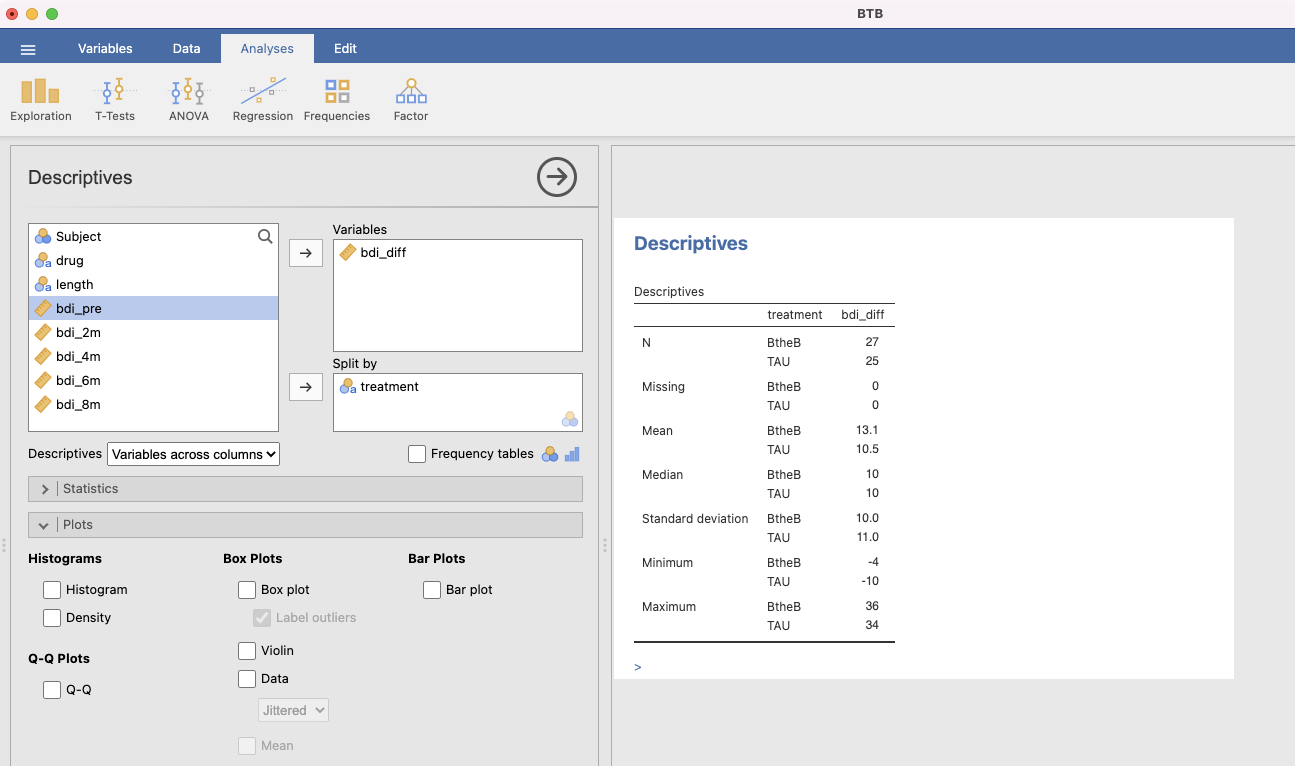 BTB
Variables Data Analyses Edit
Exploration T-Tests ANOVA Regression Frequencies Factor
Descriptives
Subject
drug
length
bdi_pre
bdi_2m
bdi_4m
bdi_6m
bdi_8m
Variables
bdi_diff
Split by
treatment
Descriptives Variables across columns Frequency tables
Statistics
Plots
Histograms
Histogram
Density
Q-Q Plots
Q-Q
Box Plots
Box plot
Label outliers
Violin
Data
Jittered
Mean
Bar Plots
Bar plot
Descriptives
Descriptives
treatment bdi_diff
N BtheB 27
TAU 25
Missing BtheB 0
TAU 0
Mean BtheB 13.1
TAU 10.5
Median BtheB 10
TAU 10
Standard deviation BtheB 10.0
TAU 11.0
Minimum BtheB -4
TAU -10
Maximum BtheB 36
TAU 34
>